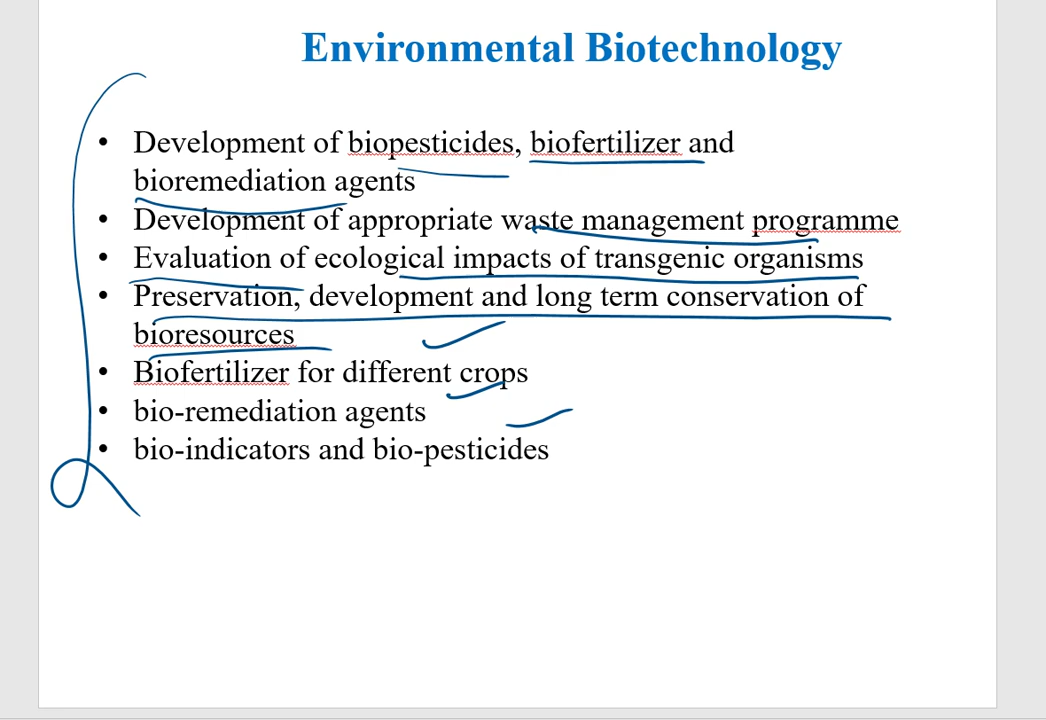 Environmental Biotechnology
• Development of biopesticides, biofertilizer and
bioremediation agents
• Development of appropriate waste management programme
• Evaluation of ecological impacts of transgenic organisms
• Preservation, development and long term conservation of
bioresources
• Biofertilizer for different crops
• bio-remediation agents
• bio-indicators and bio-pesticides